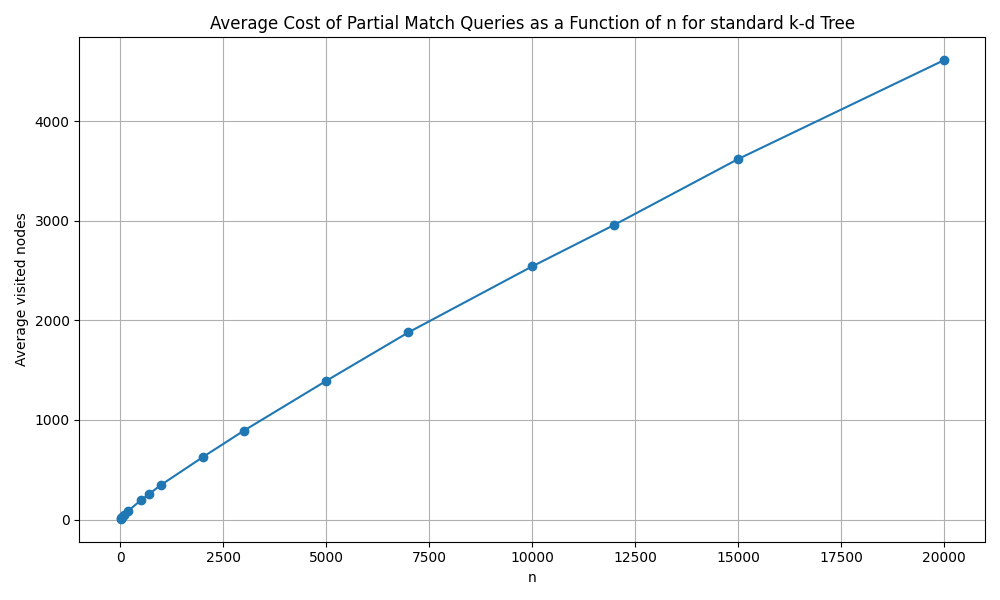 Average Cost of Partial Match Queries as a Function of n for standard k-d Tree
Average visited nodes
4000
3000
2000
1000
0
0 2500 5000 7500 10000 12500 15000 17500 20000
n